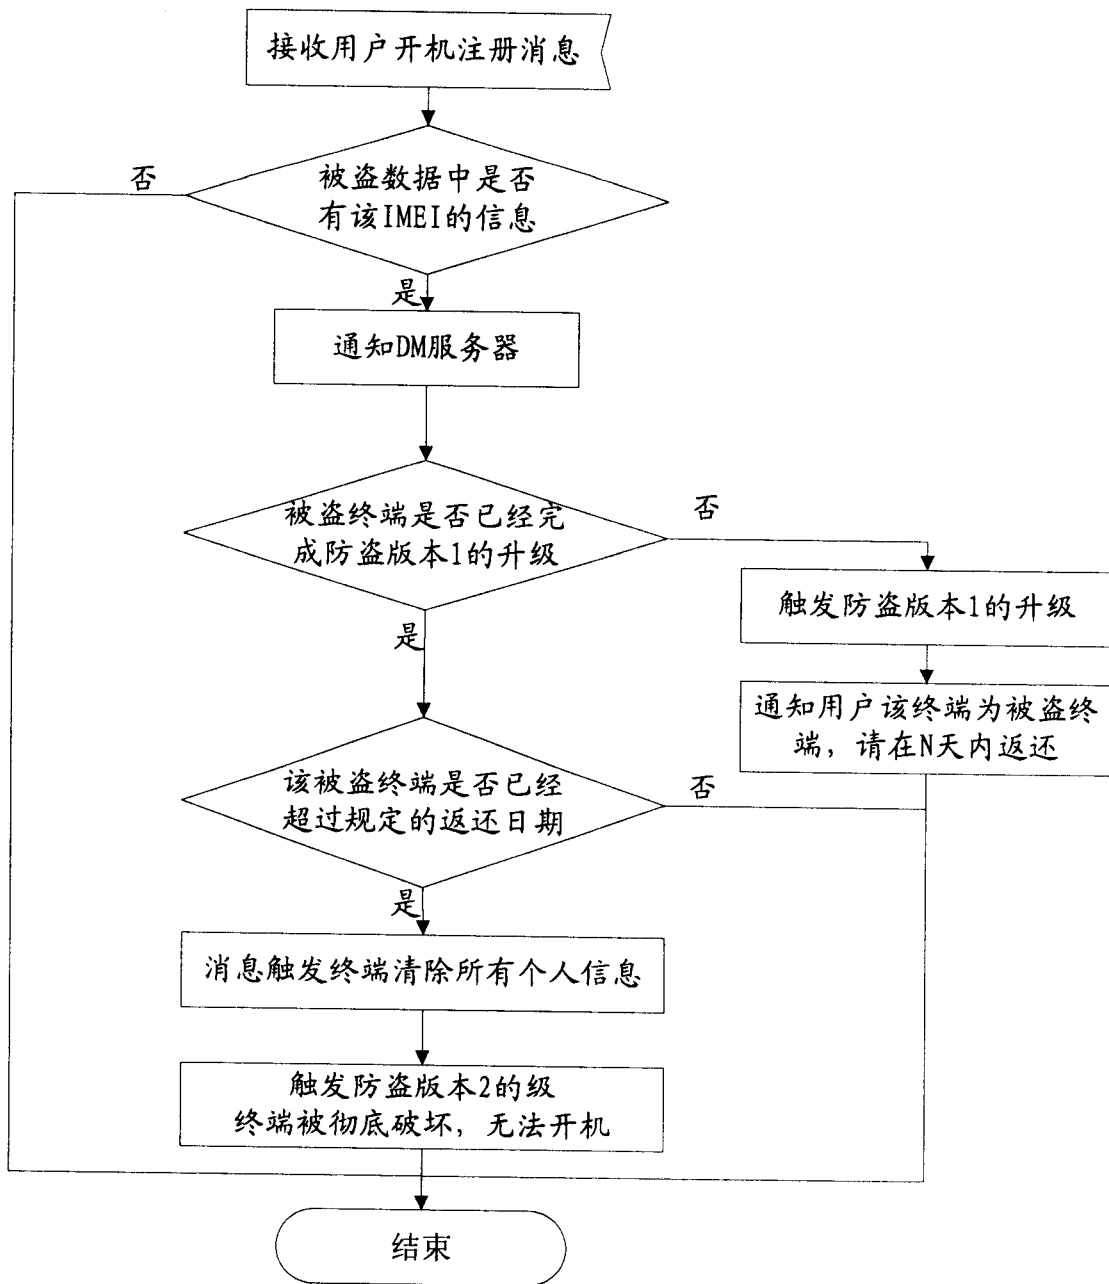 接收用户开机注册消息
否
被盗数据中是否
有该IMEI的信息
是
通知DM服务器
被盗终端是否已经完
成防盗版本1的升级
否
触发防盗版本1的升级
是
通知用户该终端为被盗终
端，请在N天内返还
该被盗终端是否已经
超过规定的返还日期
否
是
消息触发终端清除所有个人信息
触发防盗版本2的级
终端被彻底破坏，无法开机
结束